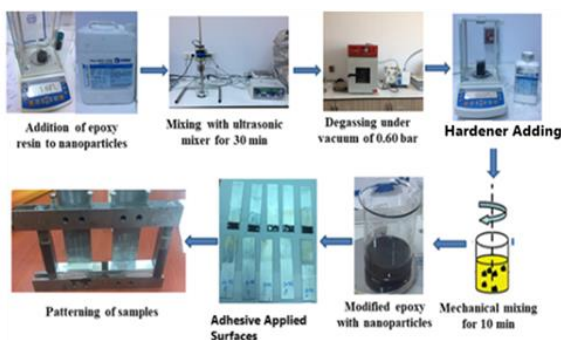 Addition of epoxy
resin to nanoparticles
Mixing with ultrasonic
mixer for 30 min
Degassing under
vacuum of 0.60 bar
Hardener Adding
Patterning of samples
Adhesive Applied
Surfaces
Modified epoxy
with nanoparticles
Mechanical mixing
for 10 min